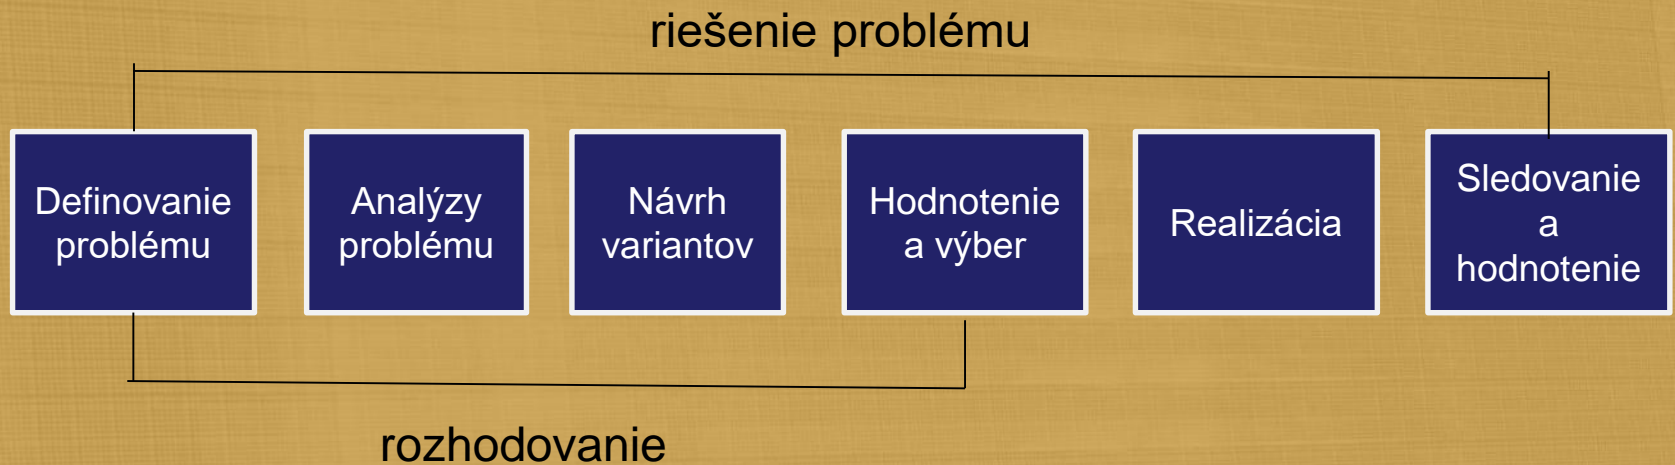 riešenie problému
Definovanie
problému
Analýzy
problému
Návrh
variantov
Hodnotenie
a výber
Realizácia
Sledovanie
a
hodnotenie
rozhodovanie